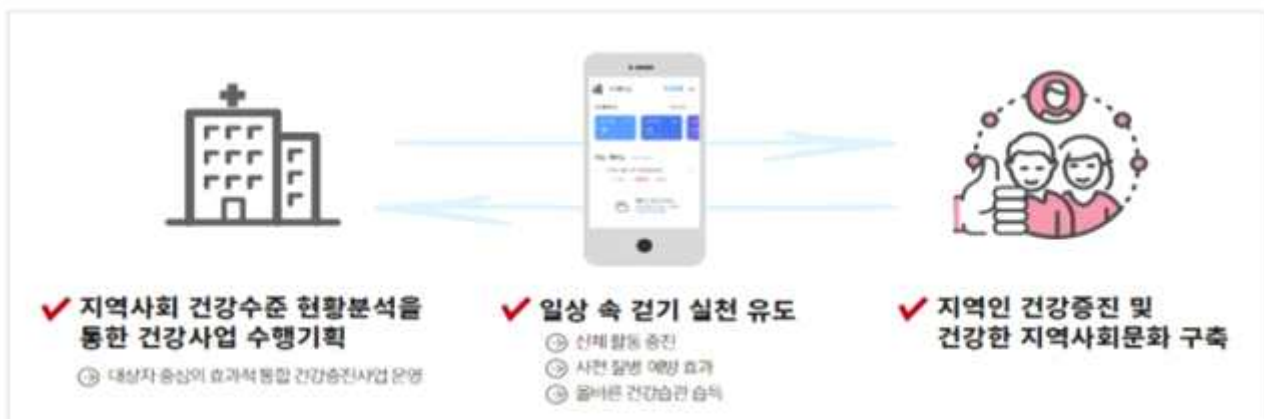 지역사회 건강수준 현황분석을
통한 건강사업 수행기획
대상자 중심의 효과적 통합 건강증진사업 운영
일상 속 걷기 실천 유도
신체 활동 증진
사전 질병 예방 효과
올바른 건강습관 습득
지역인 건강증진 및
건강한 지역사회문화 구축